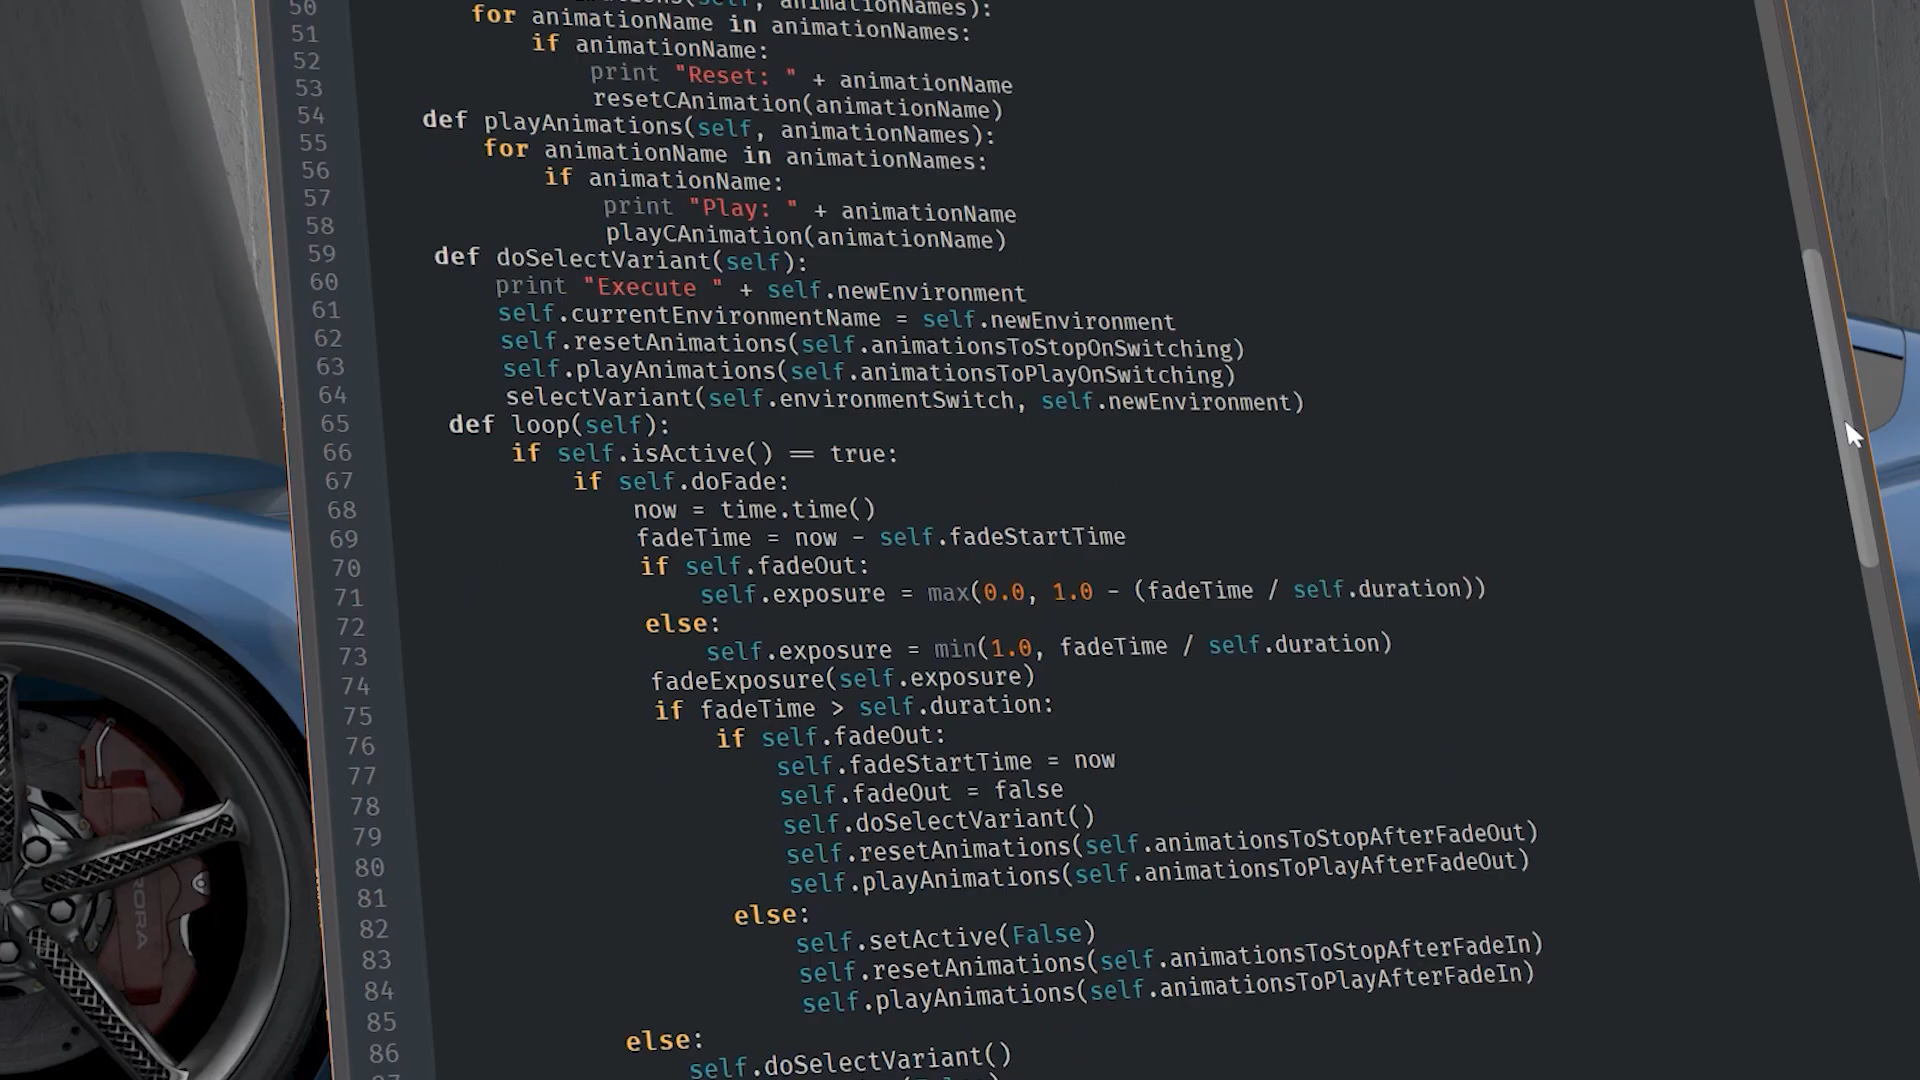 50 (self, animationNames):
51 for animationName in animationNames:
52 if animationName:
53 print "Reset: " + animationName
54 resetCAnimation(animationName)
55 def playAnimations(self, animationNames):
56 for animationName in animationNames:
57 if animationName:
58 print "Play: " + animationName
59 playCAnimation(animationName)
60 def doSelectVariant(self):
61 print "Execute " + self.newEnvironment
62 self.currentEnvironmentName = self.newEnvironment
63 self.resetAnimations(self.animationsToStopOnSwitching)
64 self.playAnimations(self.animationsToPlayOnSwitching)
65 selectVariant(self.environmentSwitch, self.newEnvironment)
66 def loop(self):
67 if self.isActive() == true:
68 if self.doFade:
69 now = time.time()
70 fadeTime = now - self.fadeStartTime
71 if self.fadeOut:
72 self.exposure = max(0.0, 1.0 - (fadeTime / self.duration))
73 else:
74 self.exposure = min(1.0, fadeTime / self.duration)
75 fadeExposure(self.exposure)
76 if fadeTime > self.duration:
77 if self.fadeOut:
78 self.fadeStartTime = now
79 self.fadeOut = false
80 self.doSelectVariant()
81 self.resetAnimations(self.animationsToStopAfterFadeOut)
82 self.playAnimations(self.animationsToPlayAfterFadeOut)
83 else:
84 self.setActive(False)
85 self.resetAnimations(self.animationsToStopAfterFadeIn)
86 self.playAnimations(self.animationsToPlayAfterFadeIn)
else:
self.doSelectVariant()